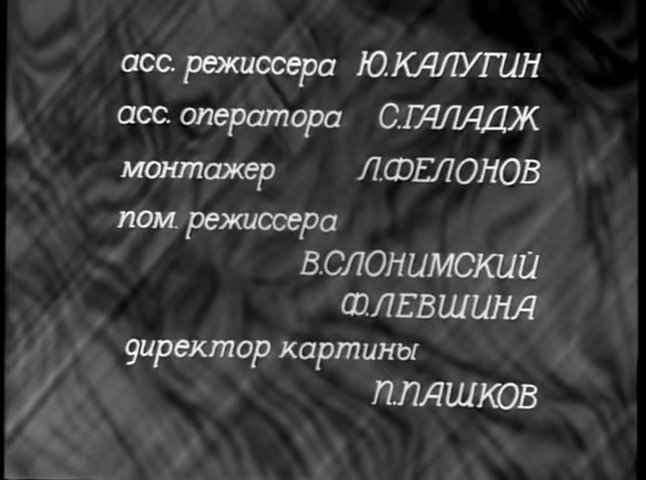 асс. режиссера Ю.КАЛУГИН
асс. оператора С.ГАЛАДЖ
монтажер Л.ФЕЛОНОВ
пом. режиссера
В.СЛОНИМСКИЙ
Ф.ЛЕВШИНА
директор картины
П.ПАШКОВ